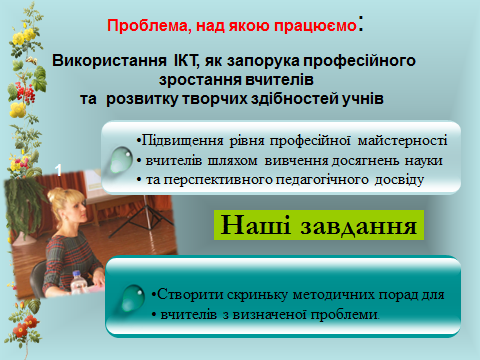 Проблема, над якою працюємо:
Використання ІКТ, як запорука професійного
зростання вчителів
та розвитку творчих здібностей учнів
•Підвищення рівня професійної майстерності
• вчителів шляхом вивчення досягнень науки
• та перспективного педагогічного досвіду
1
Наші завдання
•Створити скриньку методичних порад для
• вчителів з визначеної проблеми.